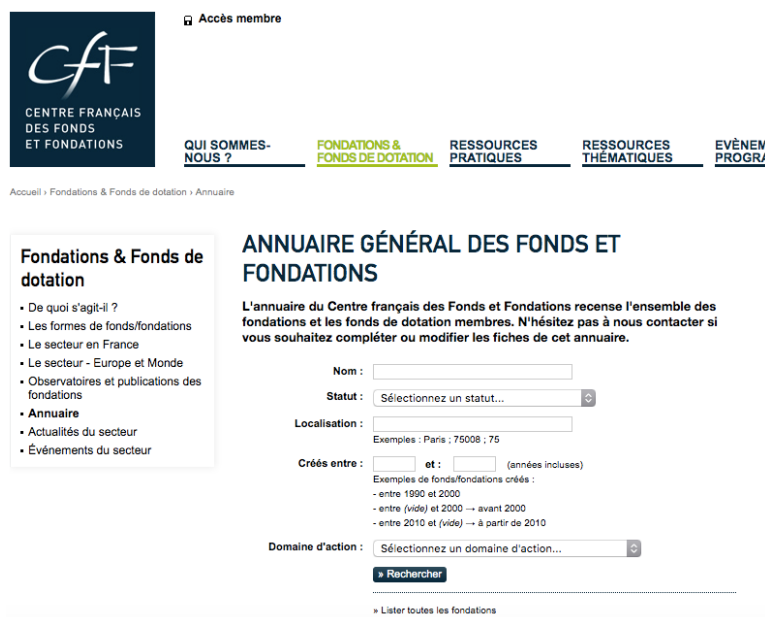 Accès membre
CfF
CENTRE FRANÇAIS
DES FONDS
ET FONDATIONS
QUI SOMMES-
NOUS ?
FONDATIONS &
FONDS DE DOTATION
RESSOURCES
PRATIQUES
RESSOURCES
THÉMATIQUES
EVÈNEM
PROGRA
Accueil › Fondations & Fonds de dotation › Annuaire
Fondations & Fonds de
dotation
▪ De quoi s'agit-il ?
▪ Les formes de fonds/fondations
▪ Le secteur en France
▪ Le secteur - Europe et Monde
▪ Observatoires et publications des
fondations
▪ Annuaire
▪ Actualités du secteur
▪ Événements du secteur
ANNUAIRE GÉNÉRAL DES FONDS ET
FONDATIONS
L'annuaire du Centre français des Fonds et Fondations recense l'ensemble des
fondations et les fonds de dotation membres. N'hésitez pas à nous contacter si
vous souhaitez compléter ou modifier les fiches de cet annuaire.
Nom :
Statut : Sélectionnez un statut...
Localisation :
Exemples : Paris ; 75008 ; 75
Créés entre : et : (années incluses)
Exemples de fonds/fondations créés :
- entre 1990 et 2000
- entre (vide) et 2000 → avant 2000
- entre 2010 et (vide) → à partir de 2010
Domaine d'action : Sélectionnez un domaine d'action...
» Rechercher
» Lister toutes les fondations